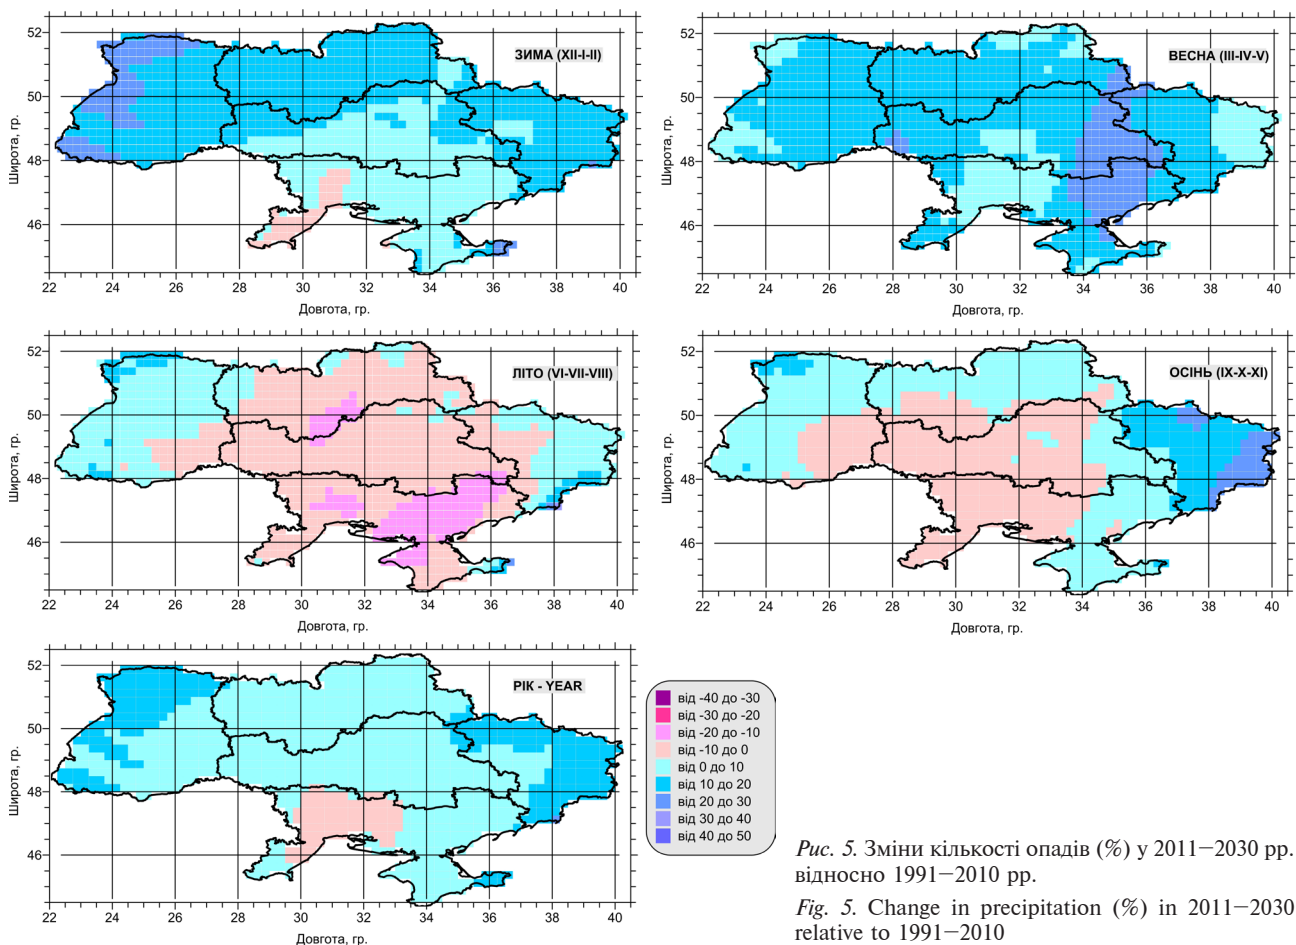 52
50
48
46
Широта, гр.
ЗИМА (XII-I-II)
22 24 26 28 30 32 34 36 38 40
Довгота, гр.
52
50
48
46
Широта, гр.
ВЕСНА (III-IV-V)
22 24 26 28 30 32 34 36 38 40
Довгота, гр.
52
50
48
46
Широта, гр.
ЛІТО (VI-VII-VIII)
22 24 26 28 30 32 34 36 38 40
Довгота, гр.
52
50
48
46
Широта, гр.
ОСІНЬ (IX-X-XI)
22 24 26 28 30 32 34 36 38 40
Довгота, гр.
52
50
48
46
Широта, гр.
РІК - YEAR
22 24 26 28 30 32 34 36 38 40
Довгота, гр.
від -40 до -30
від -30 до -20
від -20 до -10
від -10 до 0
від 0 до 10
від 10 до 20
від 20 до 30
від 30 до 40
від 40 до 50
Рис. 5. Зміни кількості опадів (%) у 2011—2030 рр.
відносно 1991—2010 рр.
Fig. 5. Change in precipitation (%) in 2011—2030
relative to 1991—2010